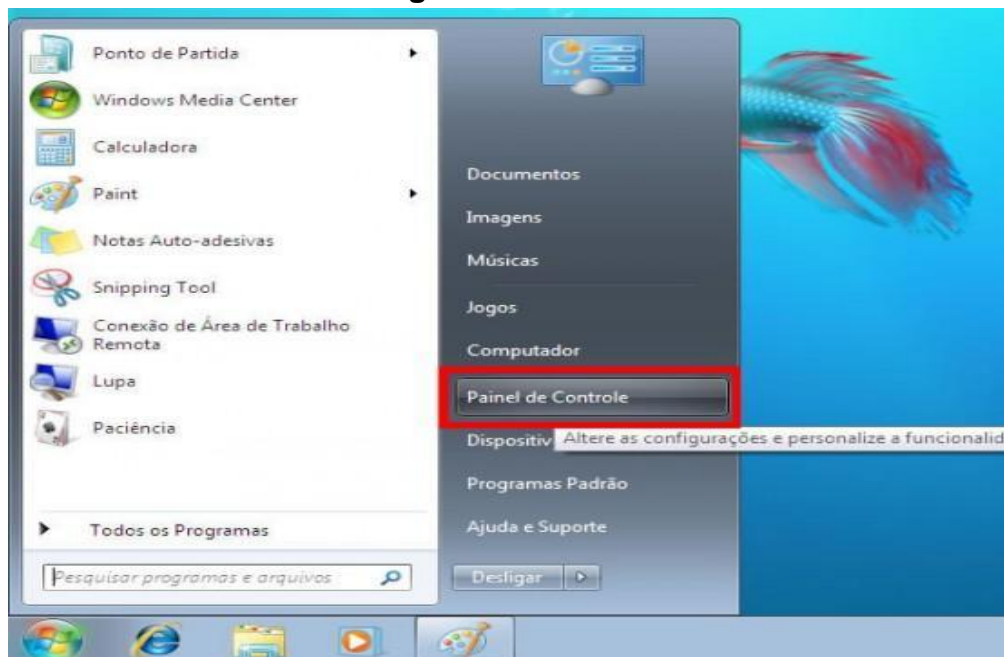 Ponto de Partida
Windows Media Center
Calculadora
Paint
Notas Auto-adesivas
Snipping Tool
Conexão de Área de Trabalho
Remota
Lupa
Paciência
Todos os Programas
Pesquisar programas e arquivos
Documentos
Imagens
Músicas
Jogos
Computador
Painel de Controle
Dispositiv
Altere as configurações e personalize a funcionalid
Programas Padrão
Ajuda e Suporte
Desligar